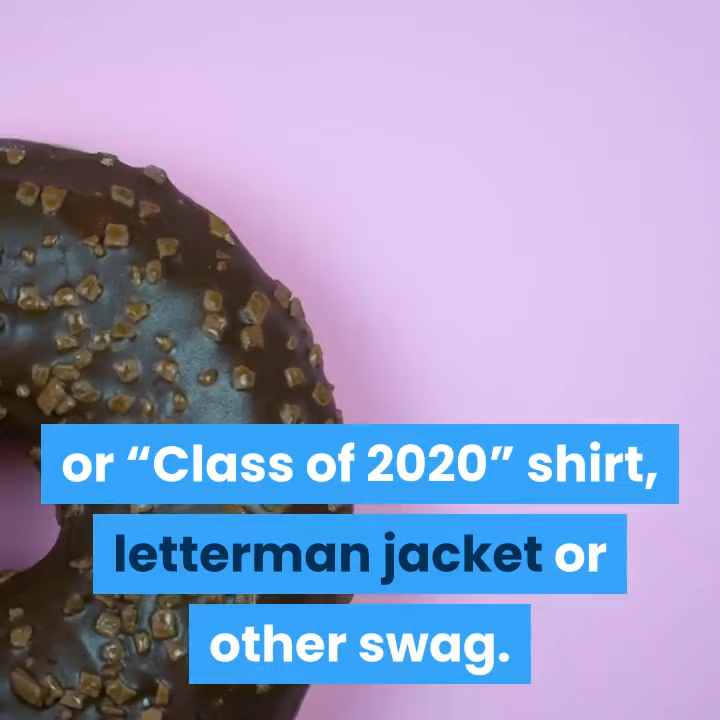 or “Class of 2020” shirt,
letterman jacket or
other swag.